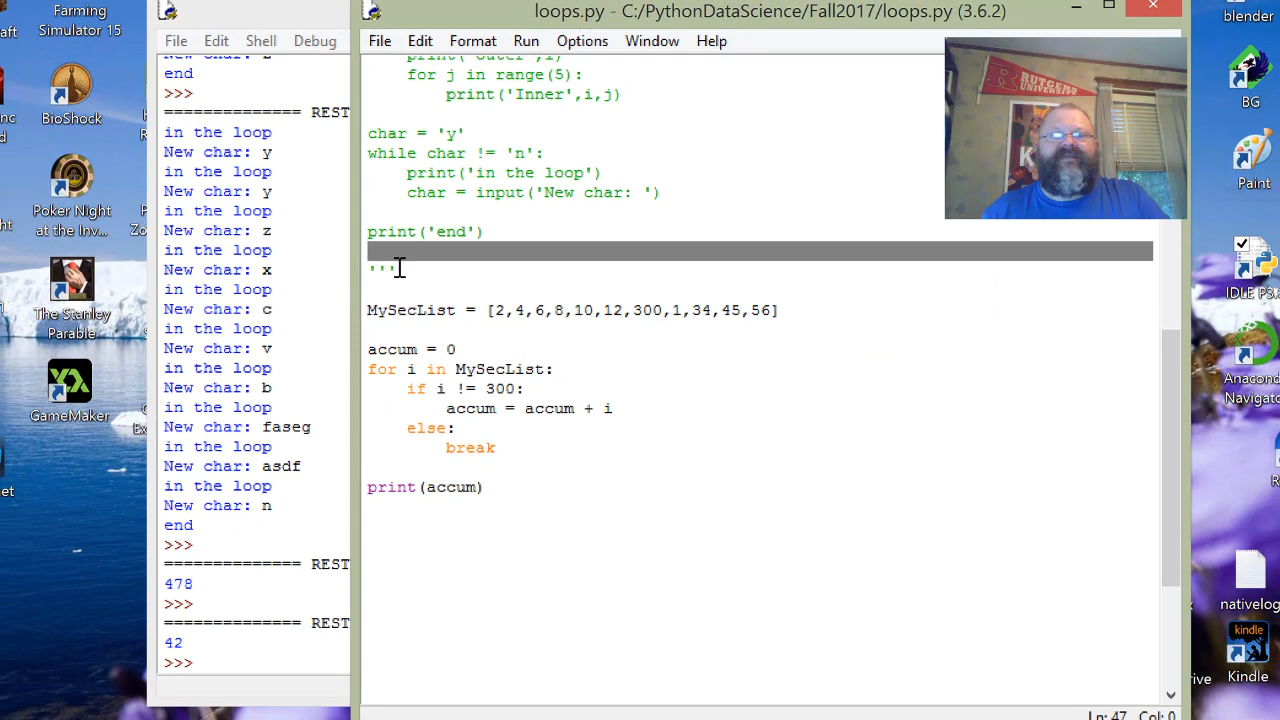 Farming
Simulator 15
BioShock
Poker Night
at the Inv...
The Stanley
Parable
GameMaker
File Edit Shell Debug
end
>>>
============== REST
in the loop
New char: y
in the loop
New char: y
in the loop
New char: z
in the loop
New char: x
in the loop
New char: c
in the loop
New char: v
in the loop
New char: b
in the loop
New char: faseg
in the loop
New char: asdf
in the loop
New char: n
end
>>>
============== REST
478
>>>
============== REST
42
>>>
loops.py - C:/PythonDataScience/Fall2017/loops.py (3.6.2)
File Edit Format Run Options Window Help
print('Outer',i)
for j in range(5):
print('Inner',i,j)
char = 'y'
while char != 'n':
print('in the loop')
char = input('New char: ')
print('end')
'''
MySecList = [2,4,6,8,10,12,300,1,34,45,56]
accum = 0
for i in MySecList:
if i != 300:
accum = accum + i
else:
break
print(accum)
Ln: 47 Col: 0
RUTGERS
UNIVERSITY
blender
BG
Paint
IDLE P3.
Anacond
Navigato
nativelog
kindle
Kindle